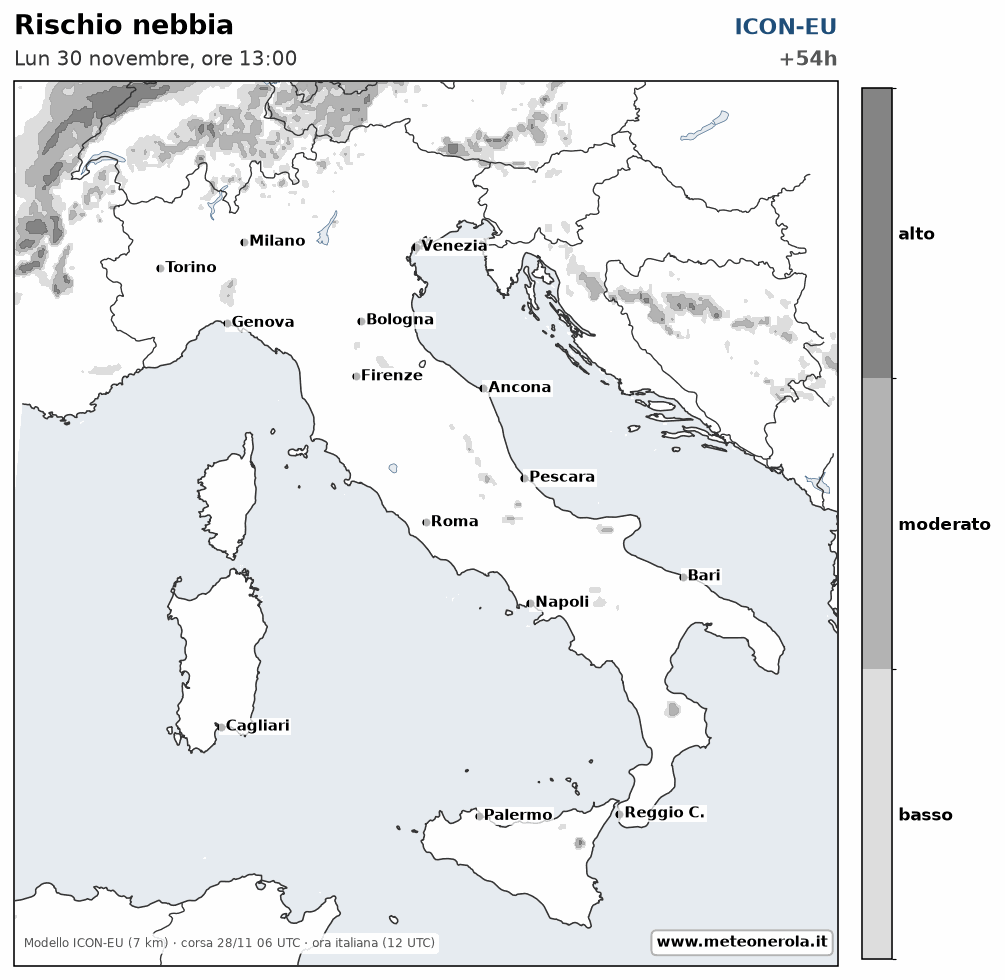 Rischio nebbia
ICON-EU
Lun 30 novembre, ore 13:00
+54h
Milano
Venezia
Torino
Genova
Bologna
Firenze
Ancona
Pescara
Roma
Bari
Napoli
Cagliari
Palermo
Reggio C.
alto
moderato
basso
Modello ICON-EU (7 km) · corsa 28/11 06 UTC · ora italiana (12 UTC)
www.meteonerola.it